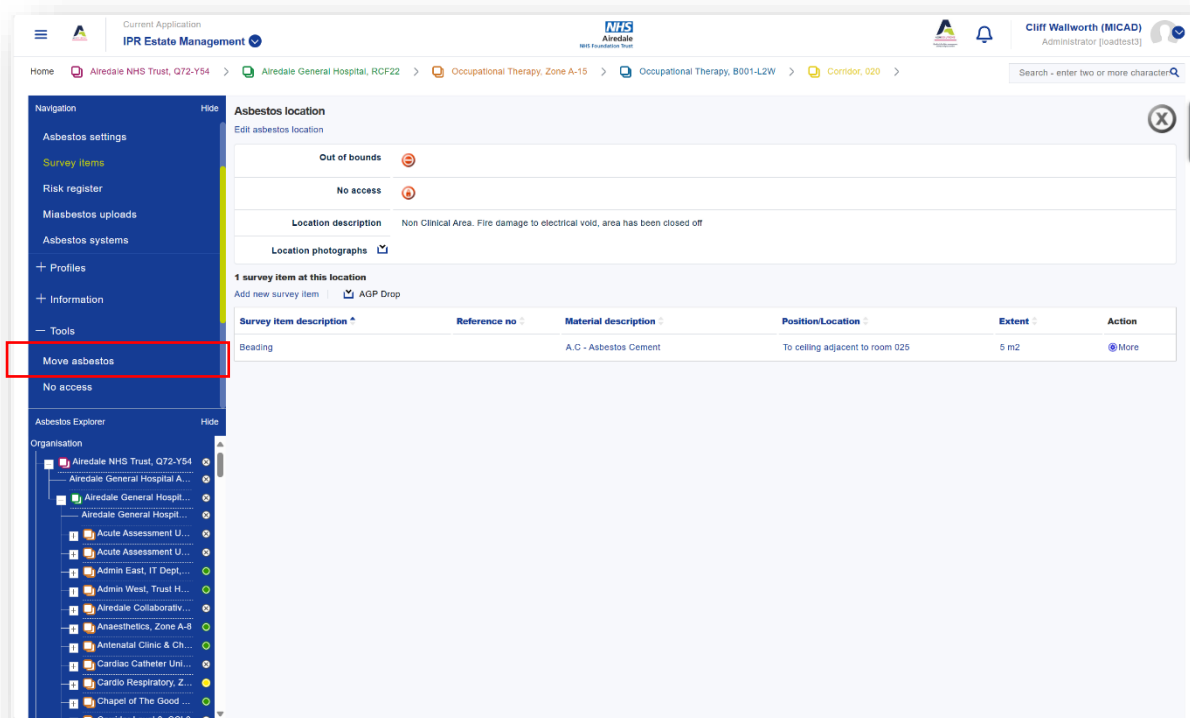 Current Application
IPR Estate Management
NHS
Airedale
NHS Foundation Trust
Cliff Wallworth (MICAD)
Administrator [loadtest3]
Home Airedale NHS Trust, Q72-Y54 > Airedale General Hospital, RCF22 > Occupational Therapy, Zone A-15 > Occupational Therapy, B001-L2W > Corridor, 020 >
Search - enter two or more character
Navigation Hide
Asbestos settings
Survey items
Risk register
Miasbestos uploads
Asbestos systems
+ Profiles
+ Information
— Tools
Move asbestos
No access
Asbestos Explorer Hide
Organisation
Airedale NHS Trust, Q72-Y54
Airedale General Hospital A...
Airedale General Hospit...
Airedale General Hospit...
Acute Assessment U...
Acute Assessment U...
Admin East, IT Dept,...
Admin West, Trust H...
Airedale Collaborativ...
Anaesthetics, Zone A-8
Antenatal Clinic & Ch...
Cardiac Catheter Uni...
Cardio Respiratory, Z...
Chapel of The Good ...
Asbestos location
Edit asbestos location
X
Out of bounds
No access
Location description Non Clinical Area. Fire damage to electrical void, area has been closed off
Location photographs
1 survey item at this location
Add new survey item AGP Drop
Survey item description Reference no Material description Position/Location Extent Action
Beading A.C - Asbestos Cement To ceiling adjacent to room 025 5 m2 More